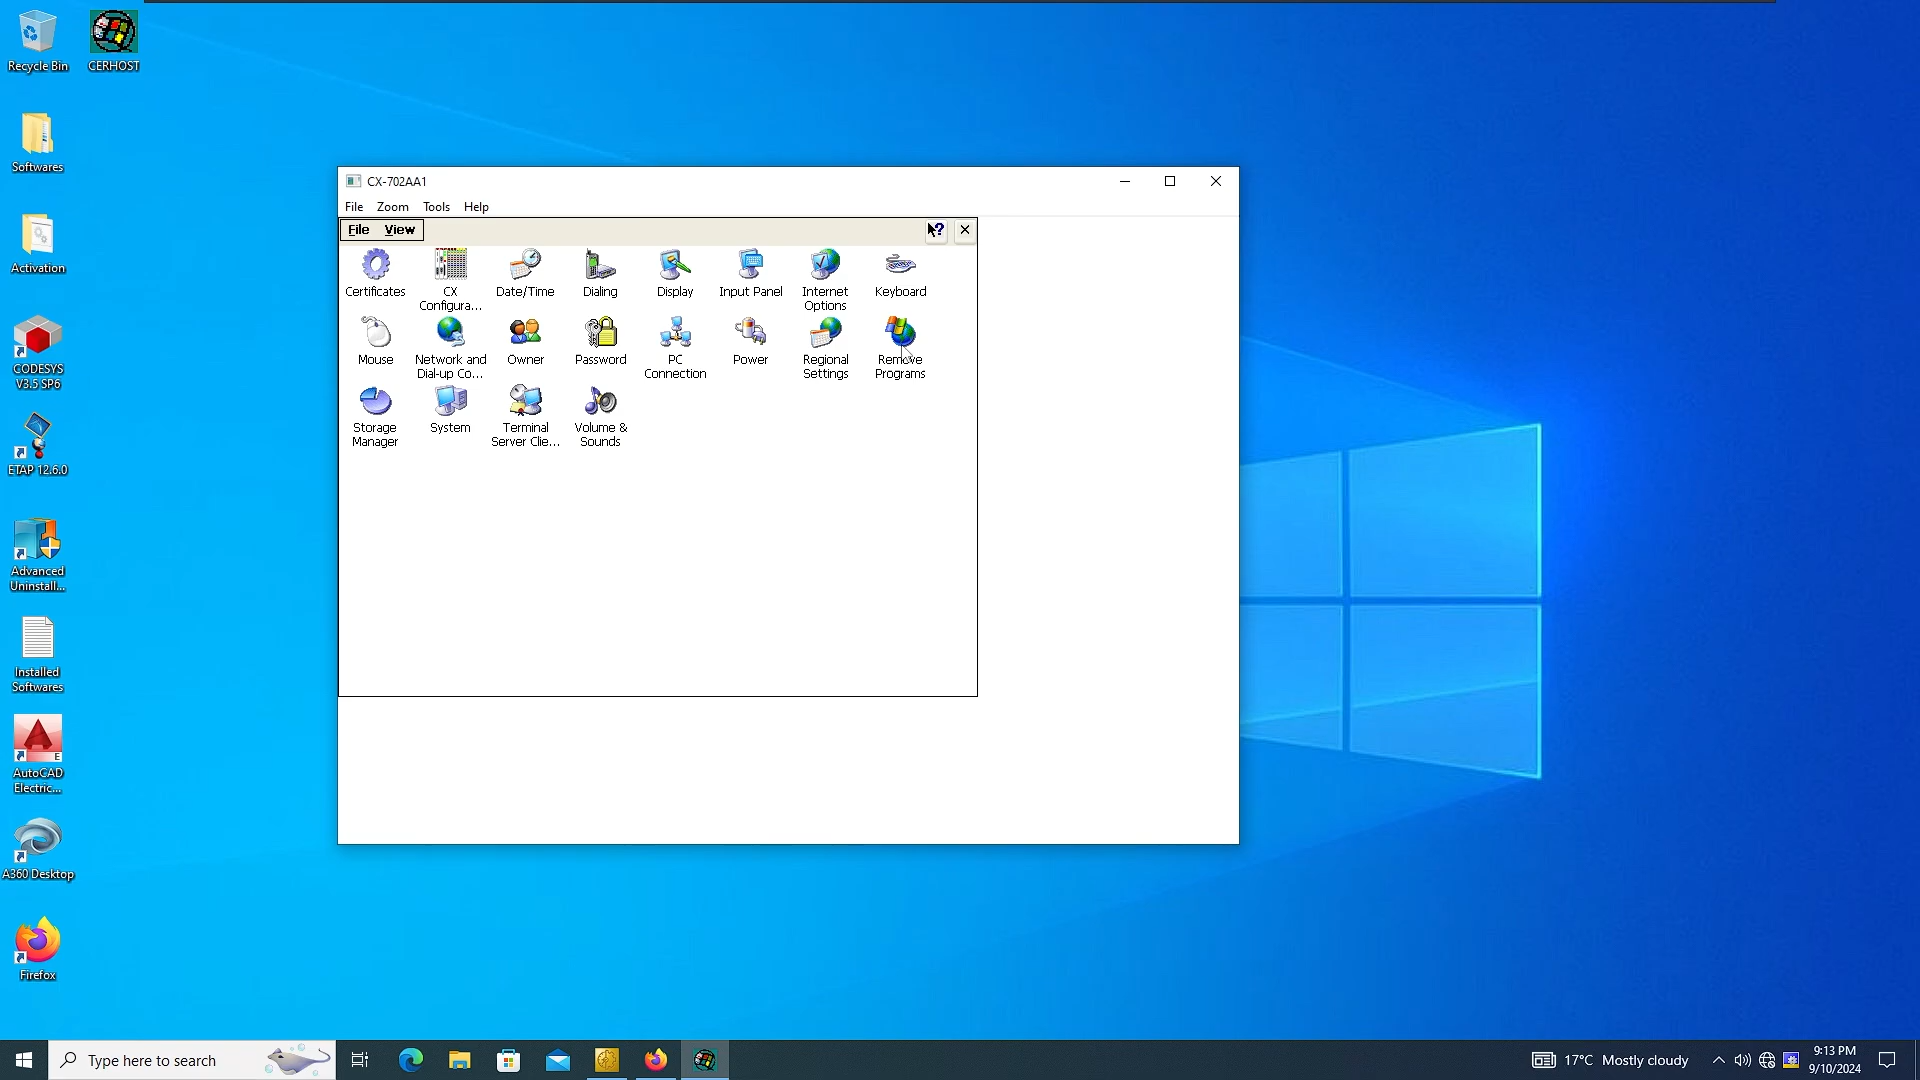 Recycle Bin
CERHOST
Softwares
Activation
CODESYS
V3.5 SP6
ETAP 12.6.0
Advanced
Uninstall...
Installed
Softwares
E
AutoCAD
Electric...
A360 Desktop
Firefox
CX-702AA1
File Zoom Tools Help
File View
?
Certificates
CX
Configura...
Date/Time
Dialing
Display
Input Panel
Internet
Options
Keyboard
Mouse
Network and
Dial-up Co...
Owner
Password
PC
Connection
Power
Regional
Settings
Remove
Programs
Storage
Manager
System
Terminal
Server Clie...
Volume &
Sounds
Type here to search
17°C Mostly cloudy
9:13 PM
9/10/2024